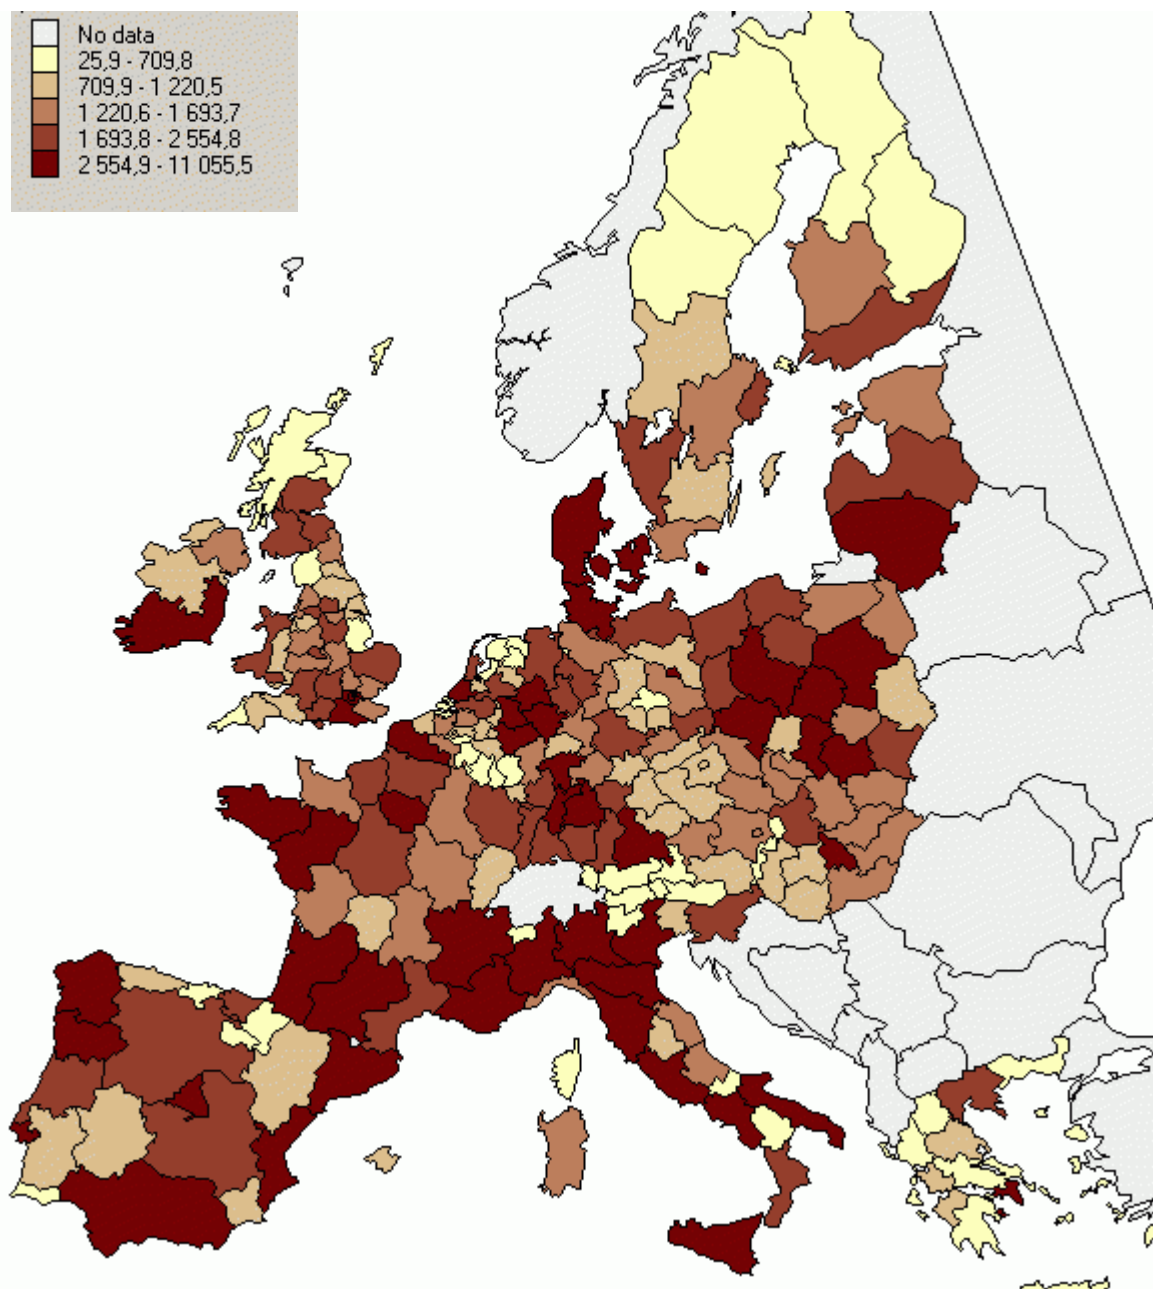 No data
25,9 - 709,8
709,9 - 1 220,5
1 220,6 - 1 693,7
1 693,8 - 2 554,8
2 554,9 - 11 055,5